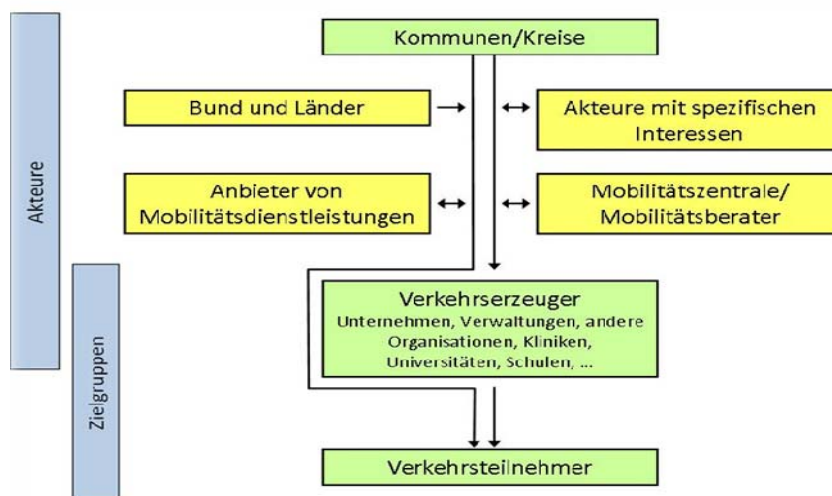 Kommunen/Kreise
Bund und Länder
Akteure mit spezifischen
Interessen
Anbieter von
Mobilitätsdienstleistungen
Mobilitätszentrale/
Mobilitätsberater
Akteure
Verkehrserzeuger
Unternehmen, Verwaltungen, andere
Organisationen, Kliniken,
Universitäten, Schulen, ...
Zielgruppen
Verkehrsteilnehmer